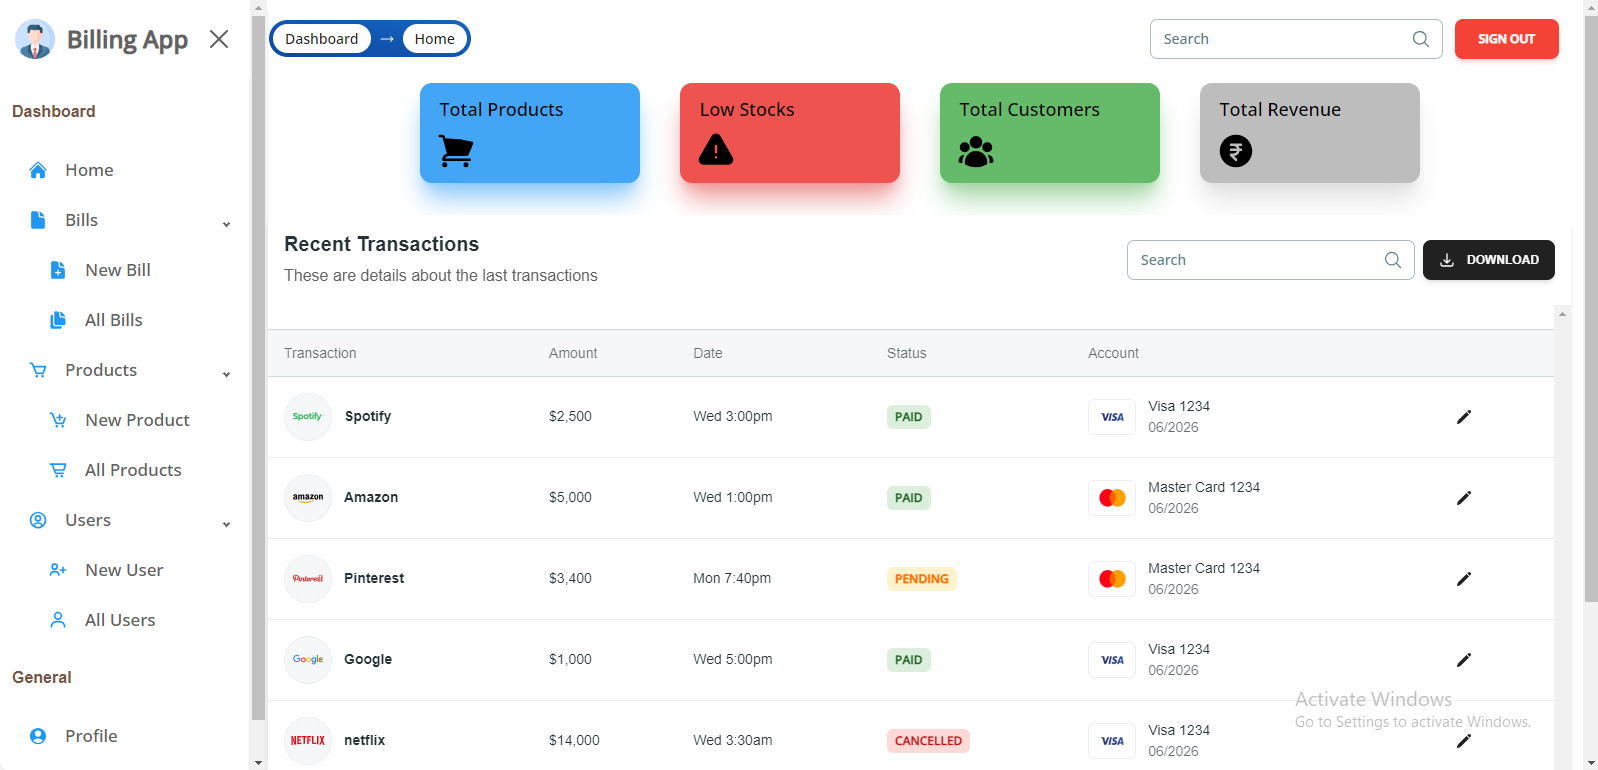 Billing App
Dashboard
Home
Bills
New Bill
All Bills
Products
New Product
All Products
Users
New User
All Users
General
Profile
Dashboard → Home
Search
SIGN OUT
Total Products
Low Stocks
Total Customers
Total Revenue
Recent Transactions
These are details about the last transactions
Search
DOWNLOAD
Transaction Amount Date Status Account
Spotify Spotify $2,500 Wed 3:00pm PAID VISA Visa 1234
06/2026
amazon Amazon $5,000 Wed 1:00pm PAID Master Card 1234
06/2026
Pinterest Pinterest $3,400 Mon 7:40pm PENDING Master Card 1234
06/2026
Google Google $1,000 Wed 5:00pm PAID VISA Visa 1234
06/2026
NETFLIX netflix $14,000 Wed 3:30am CANCELLED VISA Visa 1234
06/2026
Activate Windows
Go to Settings to activate Windows.